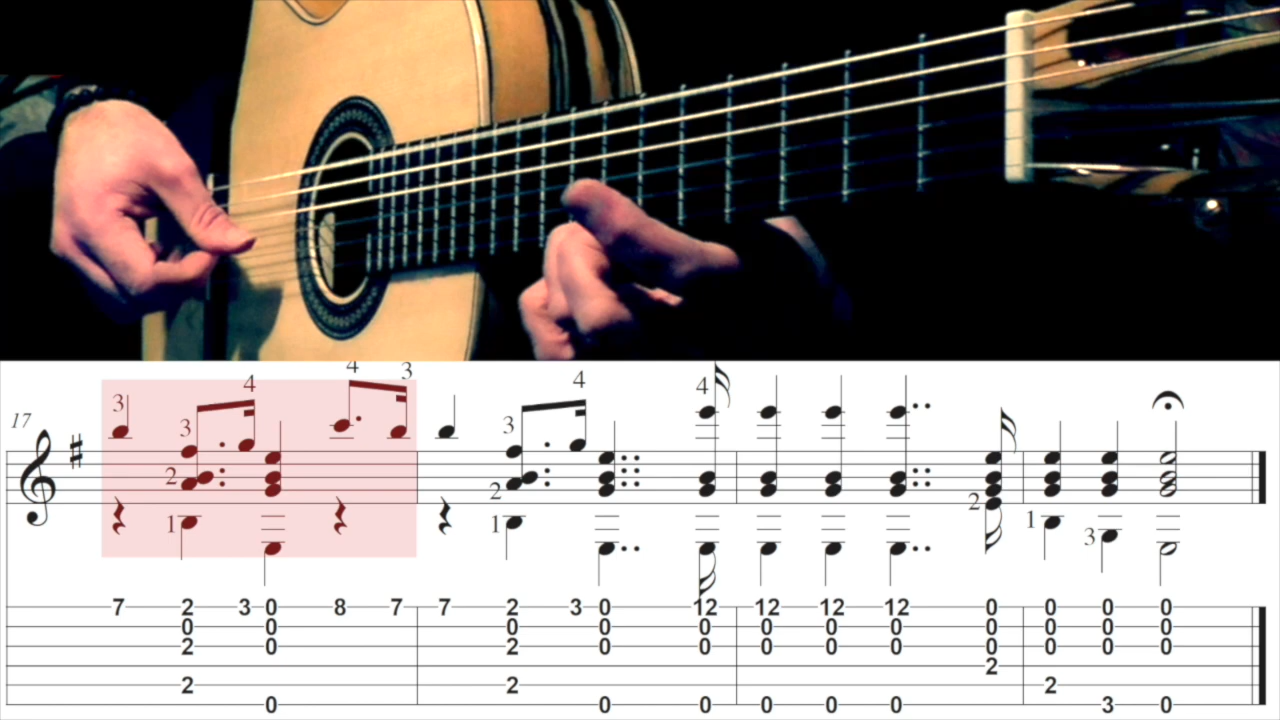 4 4 3
3 4 4
17 3 3
2 2 2
1 1 1 3
7 2 3 0 8 7 7 2 3 0 12 12 12 12 0 0 0 0
0 0 0 0 0 0 0 0 0 0 0 0
2 0 2 0 0 0 0 0 0 0 0 0
2
2 2 2
0 0 0 0 0 0 3 0